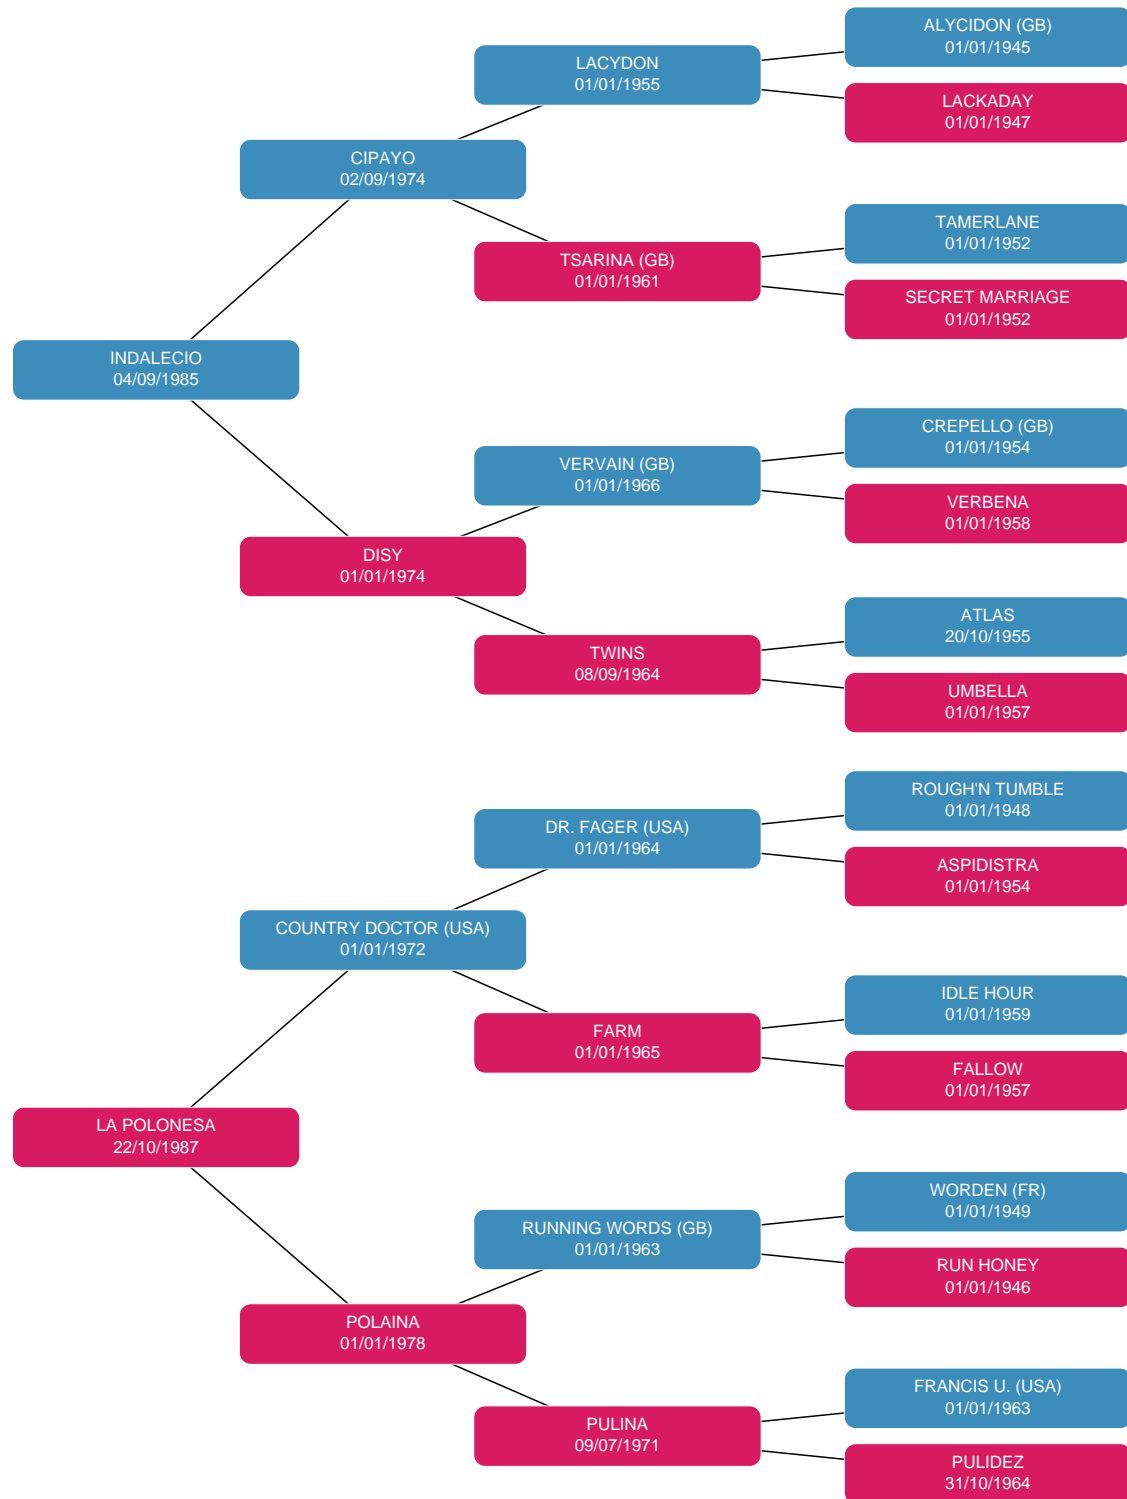 ALYCIDON (GB)
01/01/1945
LACYDON
01/01/1955
LACKADAY
01/01/1947
CIPAYO
02/09/1974
TAMERLANE
01/01/1952
TSARINA (GB)
01/01/1961
SECRET MARRIAGE
01/01/1952
INDALECIO
04/09/1985
CREPELLO (GB)
01/01/1954
VERVAIN (GB)
01/01/1966
VERBENA
01/01/1958
DISY
01/01/1974
ATLAS
20/10/1955
TWINS
08/09/1964
UMBELLA
01/01/1957
ROUGH'N TUMBLE
01/01/1948
DR. FAGER (USA)
01/01/1964
ASPIDISTRA
01/01/1954
COUNTRY DOCTOR (USA)
01/01/1972
IDLE HOUR
01/01/1959
FARM
01/01/1965
FALLOW
01/01/1957
LA POLONESA
22/10/1987
WORDEN (FR)
01/01/1949
RUNNING WORDS (GB)
01/01/1963
RUN HONEY
01/01/1946
POLAINA
01/01/1978
FRANCIS U. (USA)
01/01/1963
PULINA
09/07/1971
PULIDEZ
31/10/1964